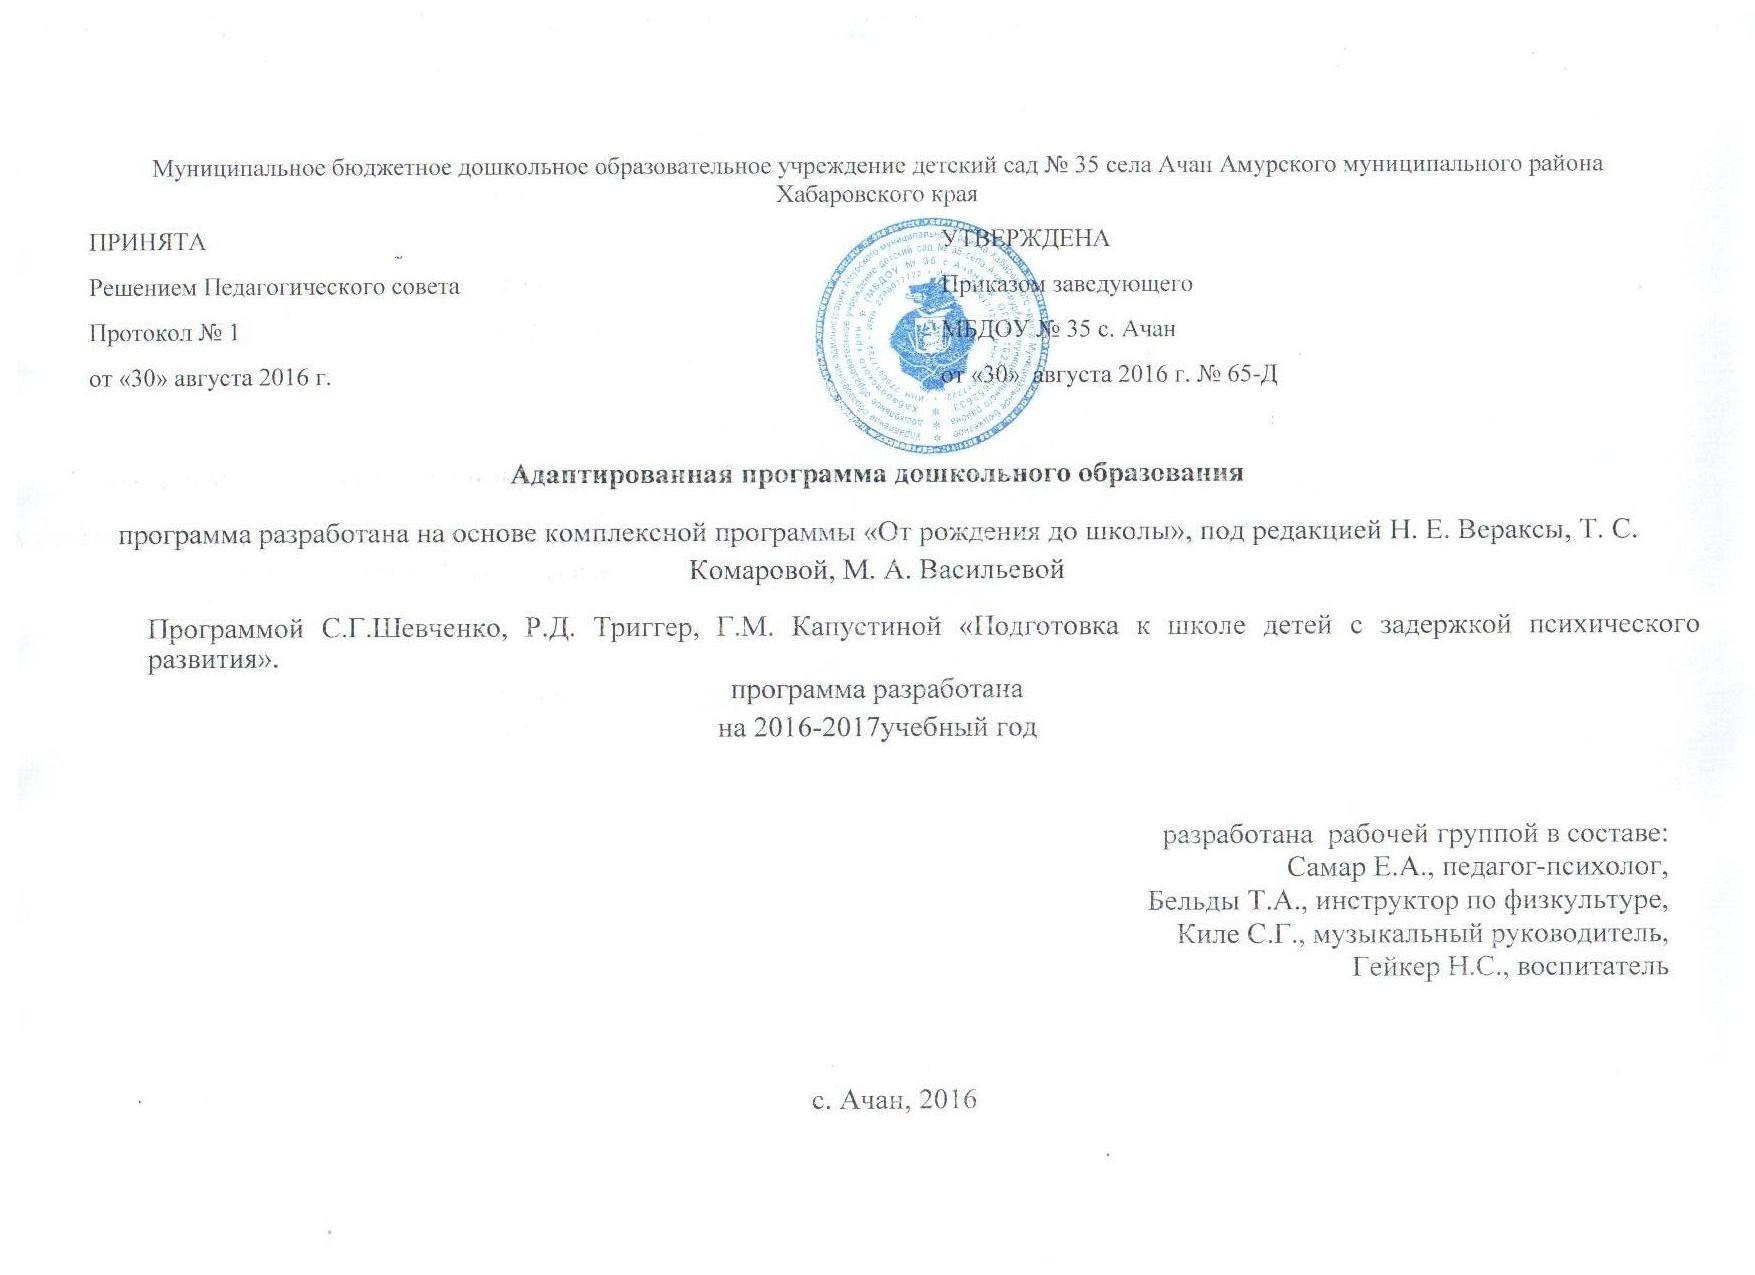 Муниципальное бюджетное дошкольное образовательное учреждение детский сад № 35 села Ачан Амурского муниципального района
Хабаровского края
ПРИНЯТА
Решением Педагогического совета
Протокол № 1
от «30» августа 2016 г.
УТВЕРЖДЕНА
Приказом заведующего
МБДОУ № 35 с. Ачан
от «30» августа 2016 г. № 65-Д
Адаптированная программа дошкольного образования
программа разработана на основе комплексной программы «От рождения до школы», под редакцией Н. Е. Вераксы, Т. С.
Комаровой, М. А. Васильевой
Программой С.Г.Шевченко, Р.Д. Триггер, Г.М. Капустиной «Подготовка к школе детей с задержкой психического
развития».
программа разработана
на 2016-2017учебный год
разработана рабочей группой в составе:
Самар Е.А., педагог-психолог,
Бельды Т.А., инструктор по физкультуре,
Киле С.Г., музыкальный руководитель,
Гейкер Н.С., воспитатель
с. Ачан, 2016